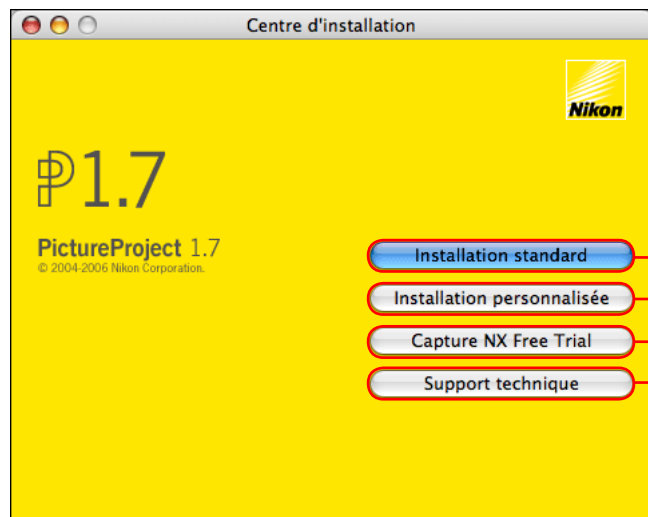 Centre d'installation
Nikon
P1.7
PictureProject 1.7
© 2004-2006 Nikon Corporation.
Installation standard
Installation personnalisée
Capture NX Free Trial
Support technique